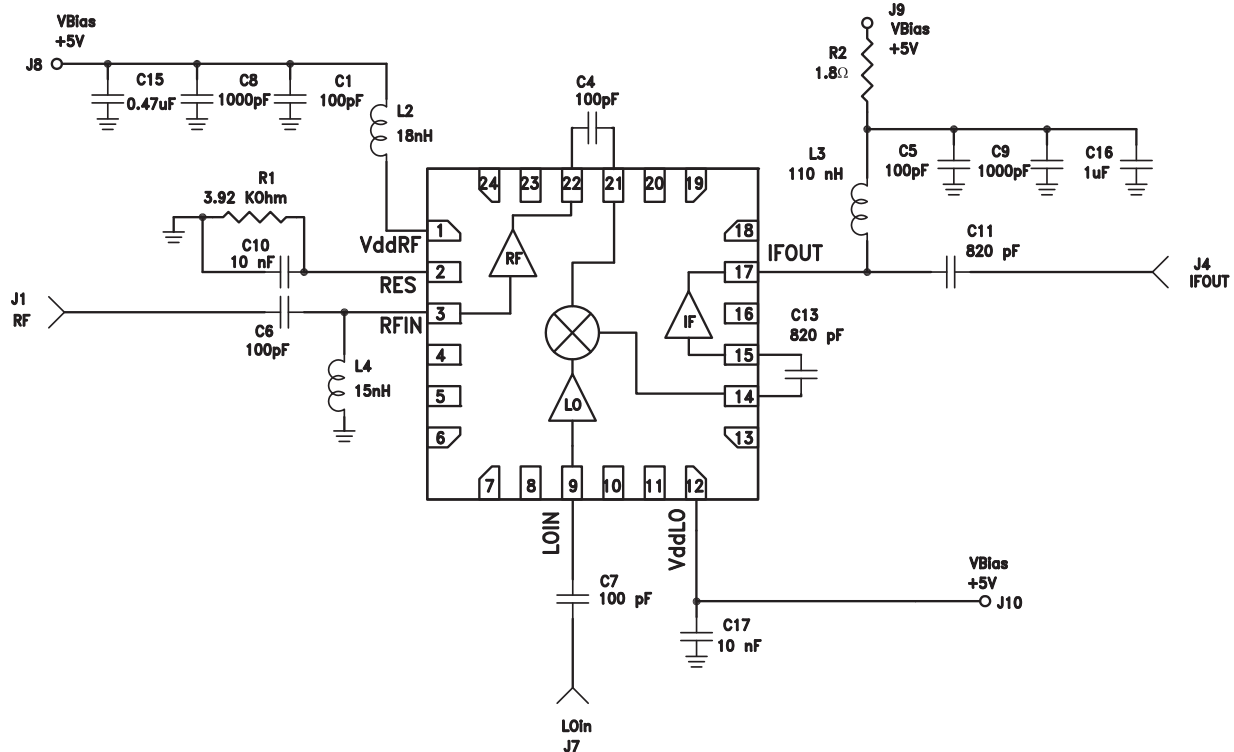 VBias
+5V
J8
C15
0.47uF
C8
1000pF
C1
100pF
L2
18nH
C4
100pF
J9
VBias
+5V
R2
1.8Ω
L3
110 nH
C5
100pF
C9
1000pF
C16
1uF
R1
3.92 KOhm
C10
10 nF
J1
RF
C6
100pF
L4
15nH
VddRF
RES
RFIN
24
23
22
21
20
19
1
2
3
4
5
6
18
17
16
15
14
13
7
8
9
10
11
12
RF
IF
LO
IFOUT
C11
820 pF
J4
IFOUT
C13
820 pF
LOIN
VddLO
C7
100 pF
LOin
J7
C17
10 nF
VBias
+5V
J10